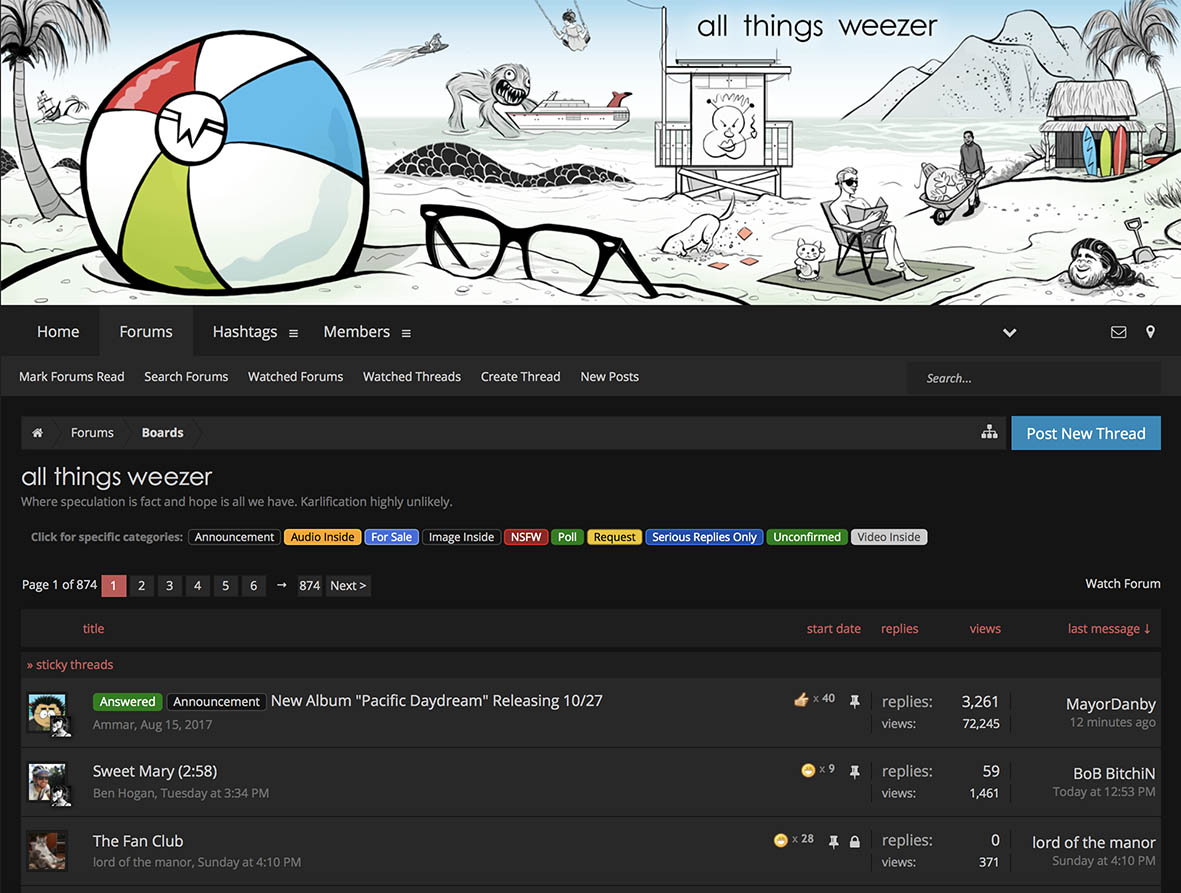 all things weezer
W
Home Forums Hashtags Members
Mark Forums Read Search Forums Watched Forums Watched Threads Create Thread New Posts Search...
Forums Boards Post New Thread
all things weezer
Where speculation is fact and hope is all we have. Karlification highly unlikely.
Click for specific categories: Announcement Audio Inside For Sale Image Inside NSFW Poll Request Serious Replies Only Unconfirmed Video Inside
Page 1 of 874 1 2 3 4 5 6 → 874 Next > Watch Forum
title start date replies views last message ↓
» sticky threads
Answered Announcement New Album "Pacific Daydream" Releasing 10/27 x 40 replies: 3,261 MayorDanby
Ammar, Aug 15, 2017 views: 72,245 12 minutes ago
Sweet Mary (2:58) x 9 replies: 59 BoB BitchiN
Ben Hogan, Tuesday at 3:34 PM views: 1,461 Today at 12:53 PM
The Fan Club x 28 replies: 0 lord of the manor
lord of the manor, Sunday at 4:10 PM views: 371 Sunday at 4:10 PM